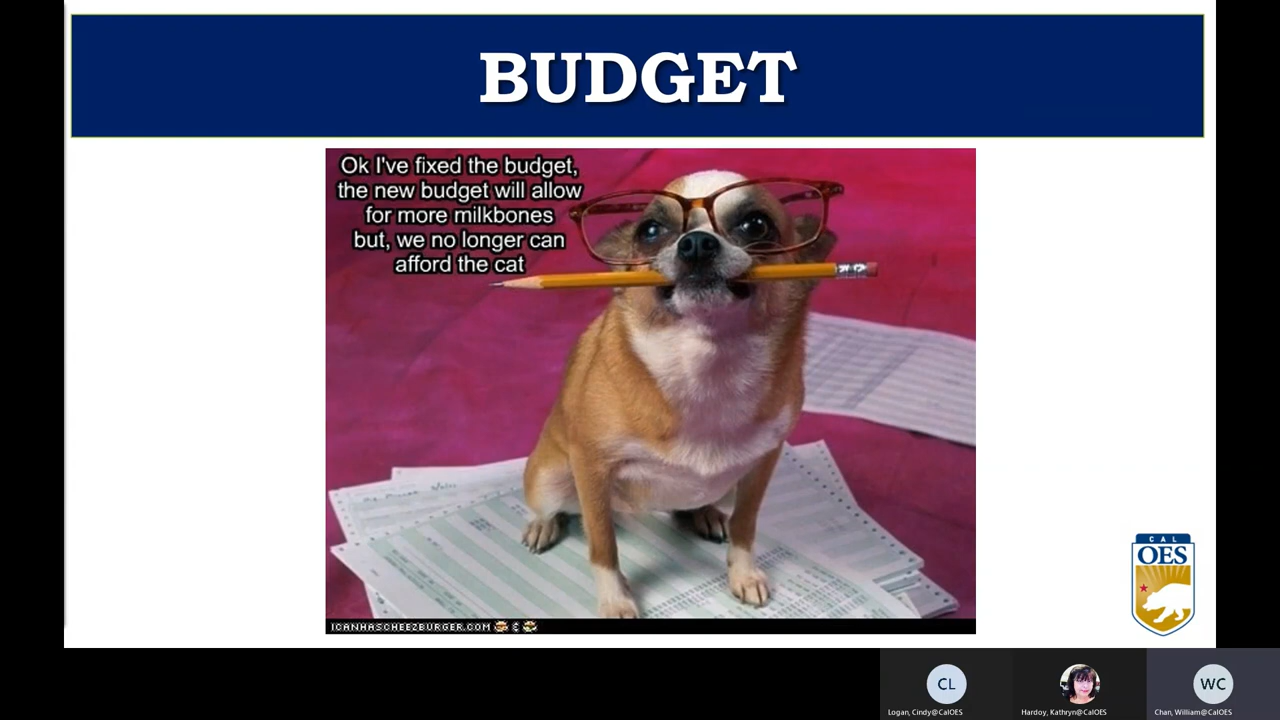 BUDGET
Ok I've fixed the budget,
the new budget will allow
for more milkbones
but, we no longer can
afford the cat
ICANHASCHEEZBURGER.COM
CAL
OES
CL
WC
Logan, Cindy@CalOES
Hardoy, Kathryn@CalOES
Chan, William@CalOES